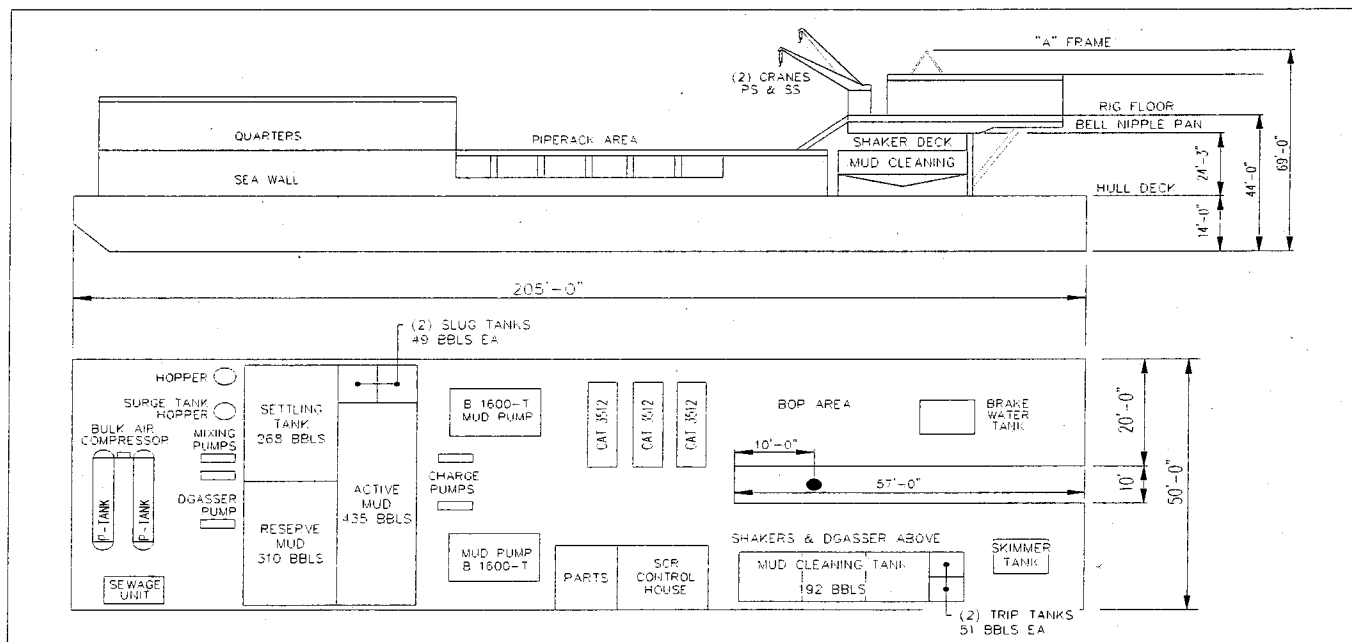 "A" FRAME
(2) CRANES
PS & SS
RIG FLOOR
BELL NIPPLE PAN
QUARTERS
PIPERACK AREA
SHAKER DECK
MUD CLEANING
SEA WALL
HULL DECK
24'-3"
14'-0"
44'-0"
69'-0"
205'-0"
(2) SLUG TANKS
49 BBLS EA
HOPPER
SURGE TANK
HOPPER
BULK AIR
COMPRESSOR
MIXING
PUMPS
DGASSER
PUMP
P-TANK
P-TANK
SEWAGE
UNIT
SETTLING
TANK
268 BBLS
RESERVE
MUD
310 BBLS
ACTIVE
MUD
435 BBLS
B 1600-T
MUD PUMP
CHARGE
PUMPS
MUD PUMP
B 1600-T
CAT 3512
CAT 3512
CAT 3512
BOP AREA
BRAKE
WATER
TANK
10'-0"
57'-0"
20'-0"
10'
50'-0"
PARTS
SCR
CONTROL
HOUSE
SHAKERS & DGASSER ABOVE
MUD CLEANING TANK
192 BBLS
SKIMMER
TANK
(2) TRIP TANKS
51 BBLS EA